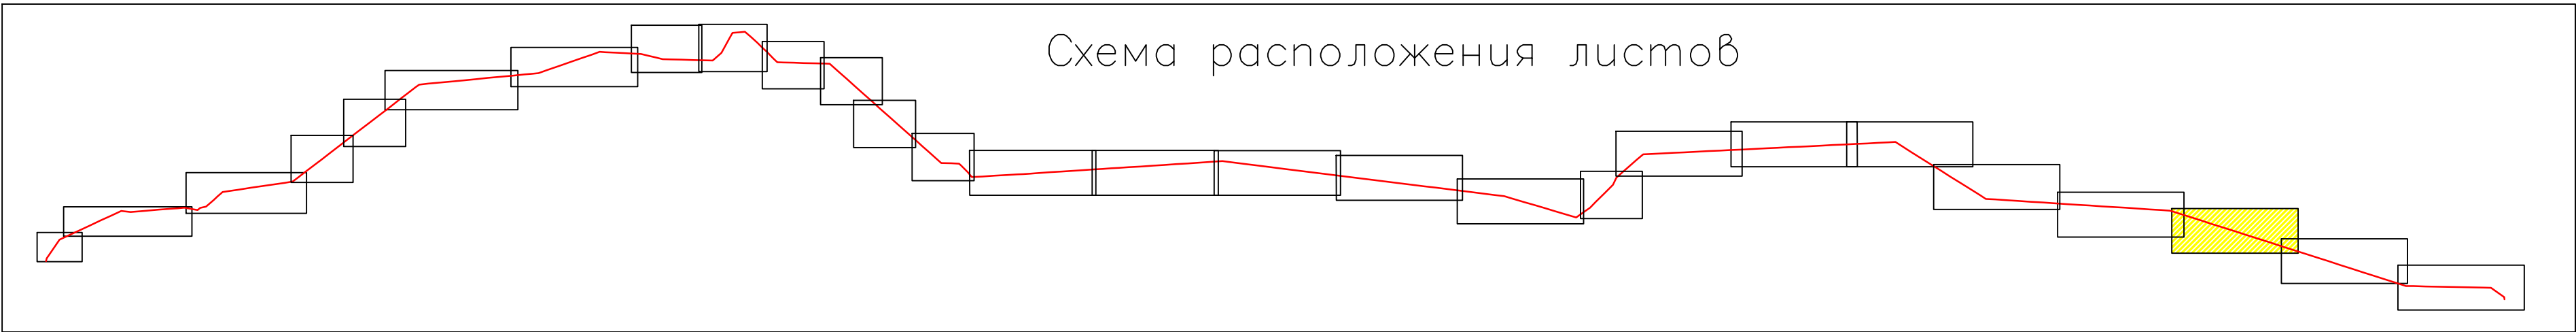 Схема расположения листов